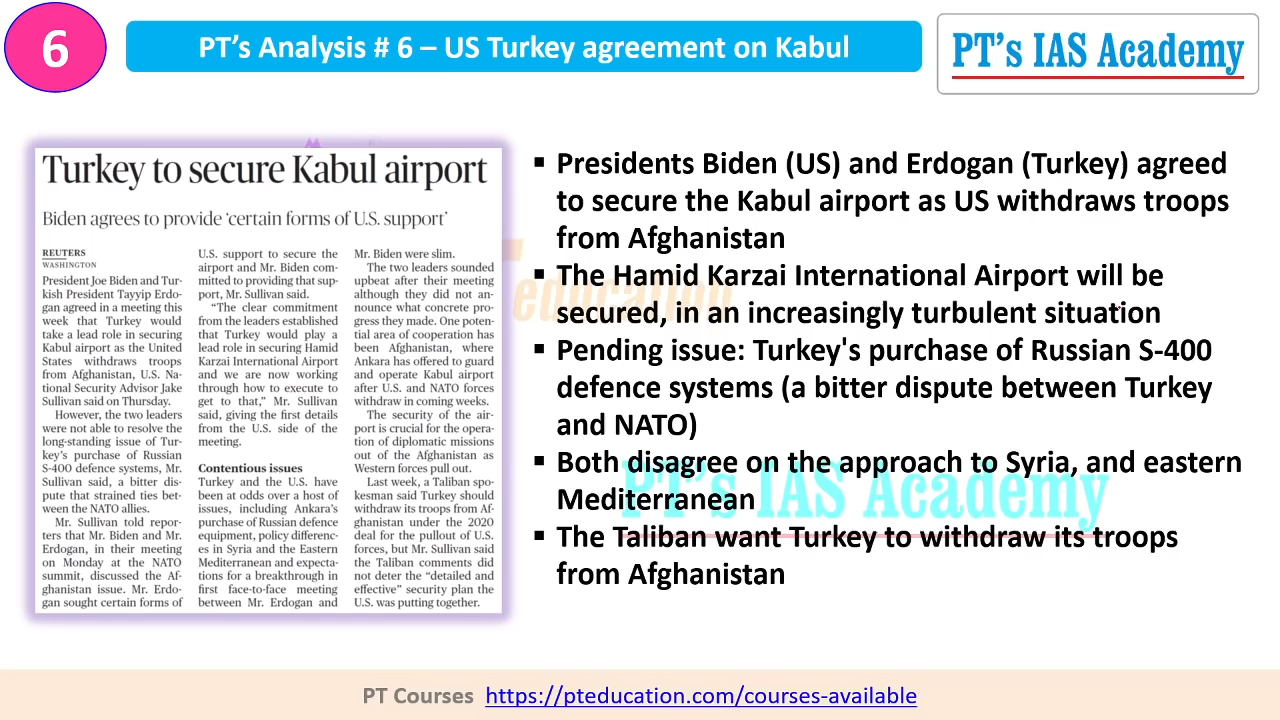 6
PT’s Analysis # 6 – US Turkey agreement on Kabul
PT’s IAS Academy
Turkey to secure Kabul airport
Biden agrees to provide ‘certain forms of U.S. support’
REUTERS
WASHINGTON
President Joe Biden and Tur-
kish President Tayyip Erdo-
gan agreed in a meeting this
week that Turkey would
take a lead role in securing
Kabul airport as the United
States withdraws troops
from Afghanistan, U.S. Na-
tional Security Advisor Jake
Sullivan said on Thursday.
However, the two leaders
were not able to resolve the
long-standing issue of Tur-
key’s purchase of Russian
S-400 defence systems, Mr.
Sullivan said, a bitter dis-
pute that strained ties bet-
ween the NATO allies.
Mr. Sullivan told repor-
ters that Mr. Biden and Mr.
Erdogan, in their meeting
on Monday at the NATO
summit, discussed the Af-
ghanistan issue. Mr. Erdo-
gan sought certain forms of
U.S. support to secure the
airport and Mr. Biden com-
mitted to providing that sup-
port, Mr. Sullivan said.
“The clear commitment
from the leaders established
that Turkey would play a
lead role in securing Hamid
Karzai International Airport
and we are now working
through how to execute to
get to that,” Mr. Sullivan
said, giving the first details
from the U.S. side of the
meeting.
Contentious issues
Turkey and the U.S. have
been at odds over a host of
issues, including Ankara’s
purchase of Russian defence
equipment, policy differenc-
es in Syria and the Eastern
Mediterranean and expecta-
tions for a breakthrough in
first face-to-face meeting
between Mr. Erdogan and
Mr. Biden were slim.
The two leaders sounded
upbeat after their meeting
although they did not an-
nounce what concrete pro-
gress they made. One poten-
tial area of cooperation has
been Afghanistan, where
Ankara has offered to guard
and operate Kabul airport
after U.S. and NATO forces
withdraw in coming weeks.
The security of the air-
port is crucial for the opera-
tion of diplomatic missions
out of the Afghanistan as
Western forces pull out.
Last week, a Taliban spo-
kesman said Turkey should
withdraw its troops from Af-
ghanistan under the 2020
deal for the pullout of U.S.
forces, but Mr. Sullivan said
the Taliban comments did
not deter the “detailed and
effective” security plan the
U.S. was putting together.
▪ Presidents Biden (US) and Erdogan (Turkey) agreed
to secure the Kabul airport as US withdraws troops
from Afghanistan
▪ The Hamid Karzai International Airport will be
secured, in an increasingly turbulent situation
▪ Pending issue: Turkey's purchase of Russian S-400
defence systems (a bitter dispute between Turkey
and NATO)
▪ Both disagree on the approach to Syria, and eastern
Mediterranean
▪ The Taliban want Turkey to withdraw its troops
from Afghanistan
education
PT’s IAS Academy
PT Courses https://pteducation.com/courses-available